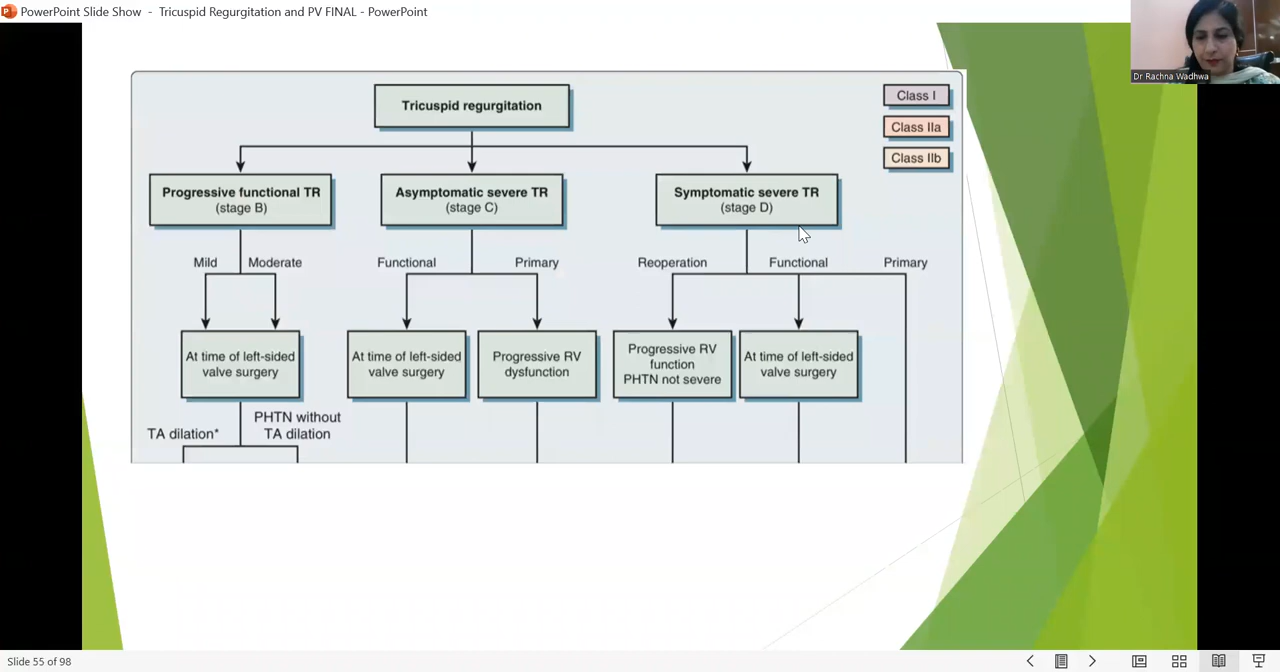 PowerPoint Slide Show - Tricuspid Regurgitation and PV FINAL - PowerPoint
Dr Rachna Wadhwa
Tricuspid regurgitation
Class I
Class IIa
Class IIb
Progressive functional TR
(stage B)
Asymptomatic severe TR
(stage C)
Symptomatic severe TR
(stage D)
Mild
Moderate
Functional
Primary
Reoperation
Functional
Primary
At time of left-sided
valve surgery
At time of left-sided
valve surgery
Progressive RV
dysfunction
Progressive RV
function
PHTN not severe
At time of left-sided
valve surgery
TA dilation*
PHTN without
TA dilation
Slide 55 of 98